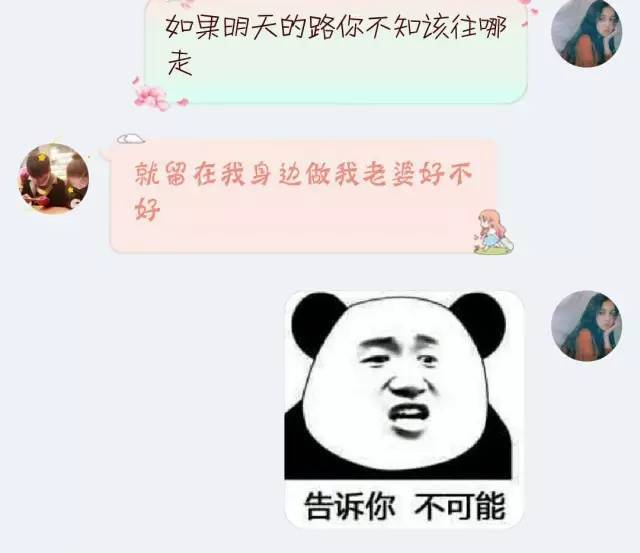 如果明天的路你不知该往哪
走
就留在我身边做我老婆好不
好
告诉你 不可能